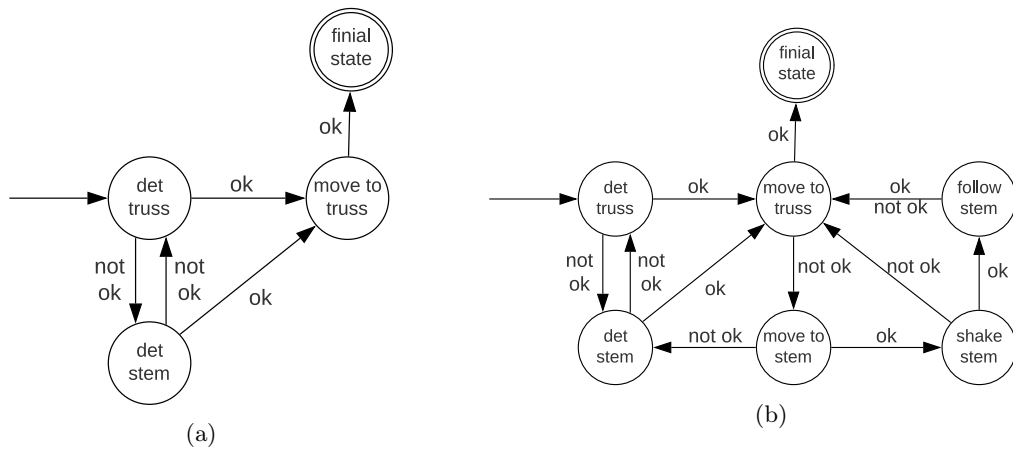 finial
state
ok
det
truss
ok
move to
truss
not
ok
not
ok
ok
det
stem
(a)
finial
state
ok
det
truss
ok
move to
truss
ok
not ok
follow
stem
not
ok
not
ok
ok
not ok
not ok
ok
det
stem
not ok
move to
stem
ok
shake
stem
(b)